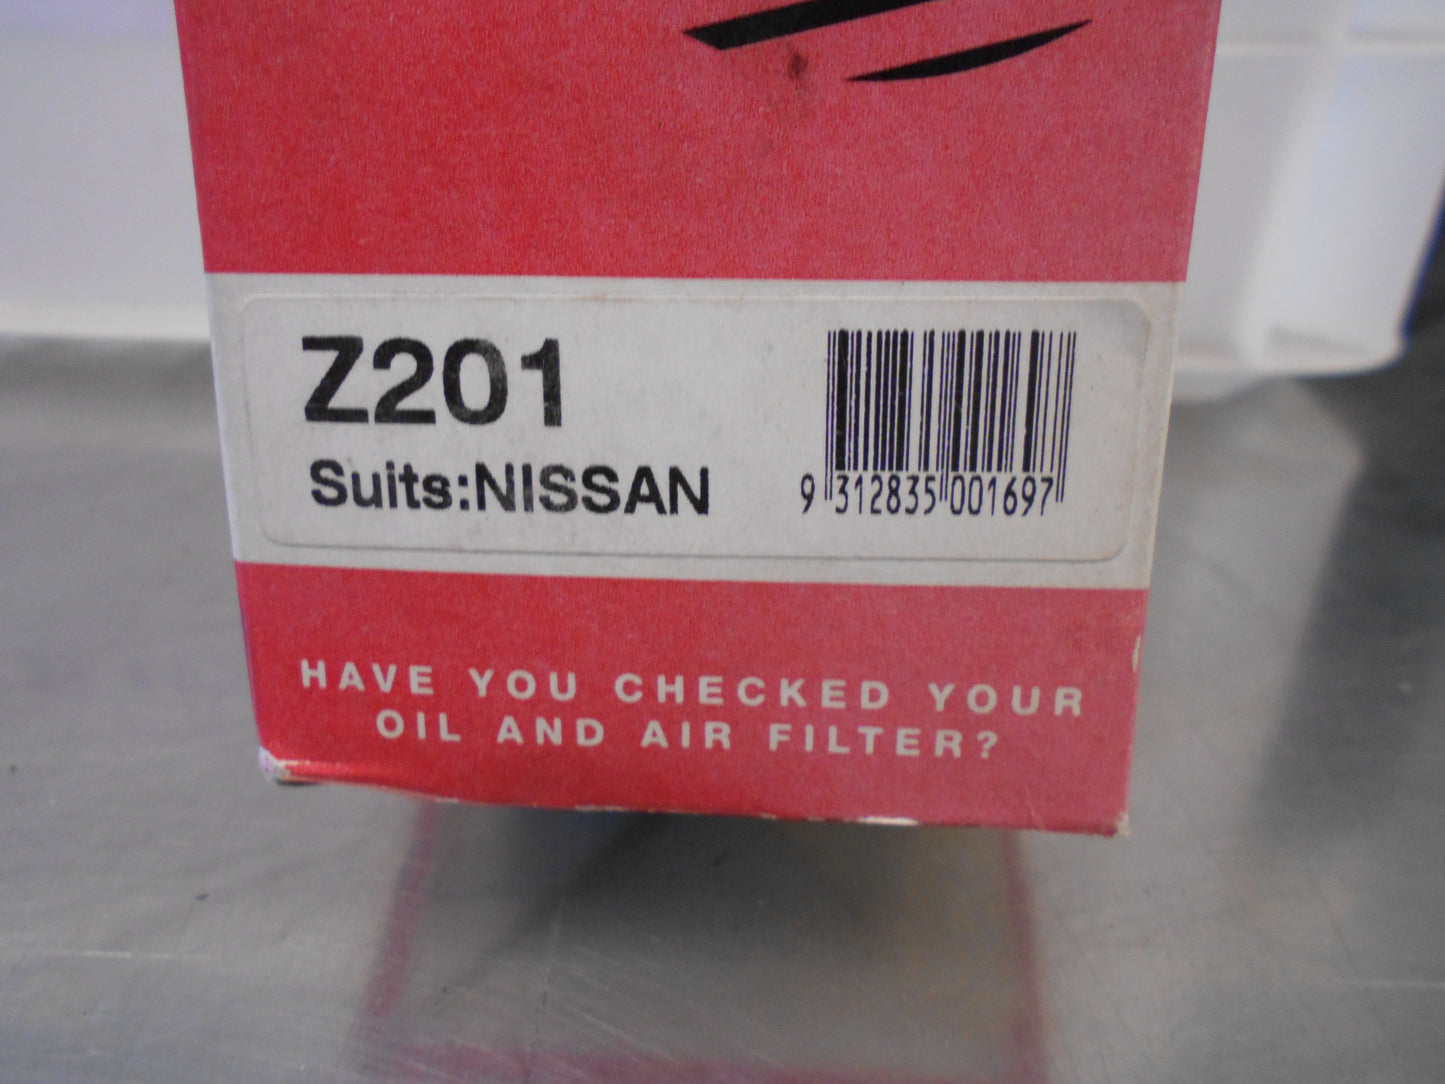 Z201
Suits:NISSAN
9 312835 001697
HAVE YOU CHECKED YOUR
OIL AND AIR FILTER?